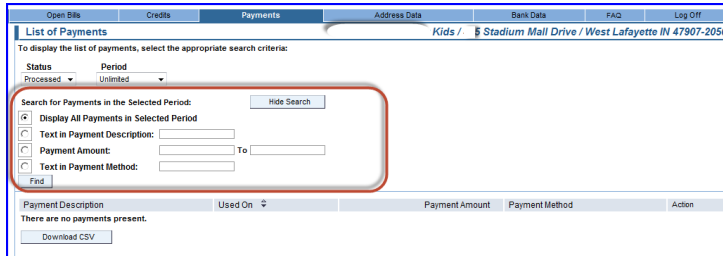 Open Bills Credits Payments Address Data Bank Data FAQ Log Off
List of Payments Kids / 5 Stadium Mall Drive / West Lafayette IN 47907-205
To display the list of payments, select the appropriate search criteria:
Status Period
Processed Unlimited
Search for Payments in the Selected Period: Hide Search
Display All Payments in Selected Period
Text in Payment Description:
Payment Amount: To
Text in Payment Method:
Find
Payment Description Used On Payment Amount Payment Method Action
There are no payments present.
Download CSV